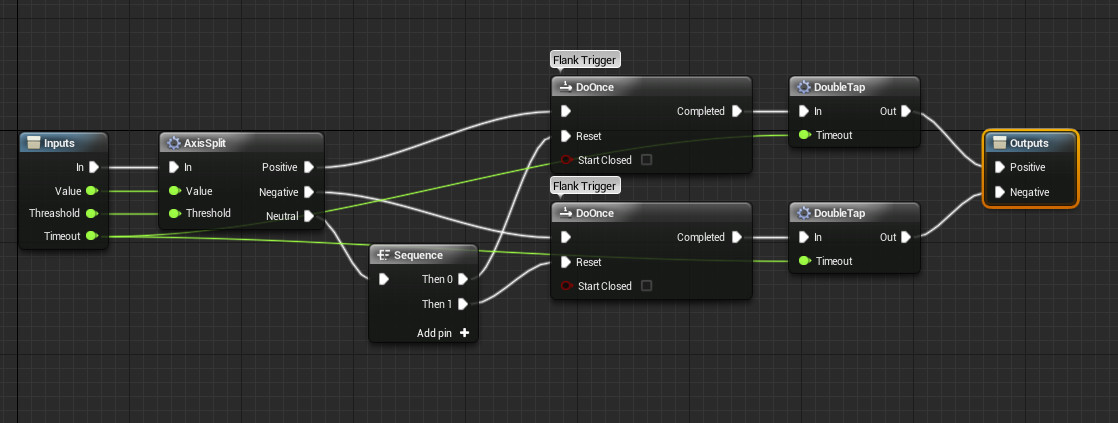 Flank Trigger
DoOnce
Completed
Reset
Start Closed
DoubleTap
In
Out
Timeout
Inputs
In
Value
Threashold
Timeout
AxisSplit
In
Positive
Value
Negative
Threshold
Neutral
Outputs
Positive
Negative
Flank Trigger
DoOnce
Completed
Reset
Start Closed
DoubleTap
In
Out
Timeout
Sequence
Then 0
Then 1
Add pin